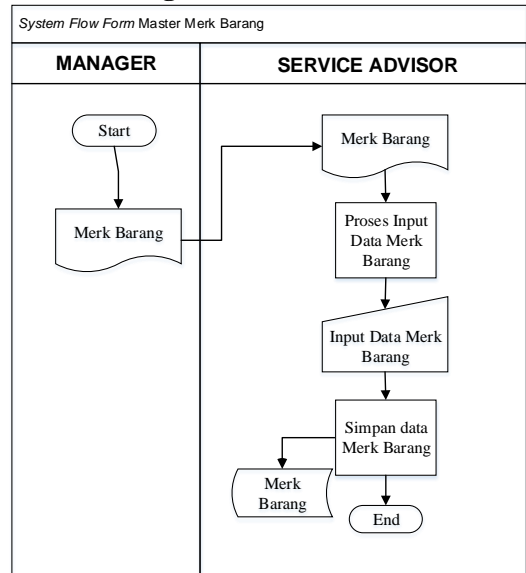 System Flow Form Master Merk Barang
MANAGER
SERVICE ADVISOR
Start
Merk Barang
Merk Barang
Proses Input
Data Merk
Barang
Input Data Merk
Barang
Simpan data
Merk Barang
Merk
Barang
End